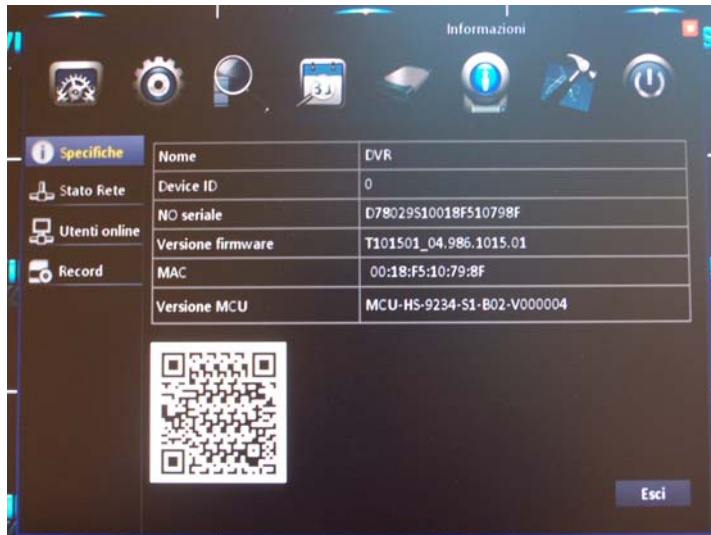 Informazioni
31
Specifiche
Stato Rete
Utenti online
Record
Nome DVR
Device ID 0
NO seriale D78029S10018F510798F
Versione firmware T101501_04.986.1015.01
MAC 00:18:F5:10:79:8F
Versione MCU MCU-HS-9234-S1-B02-V000004
Esci